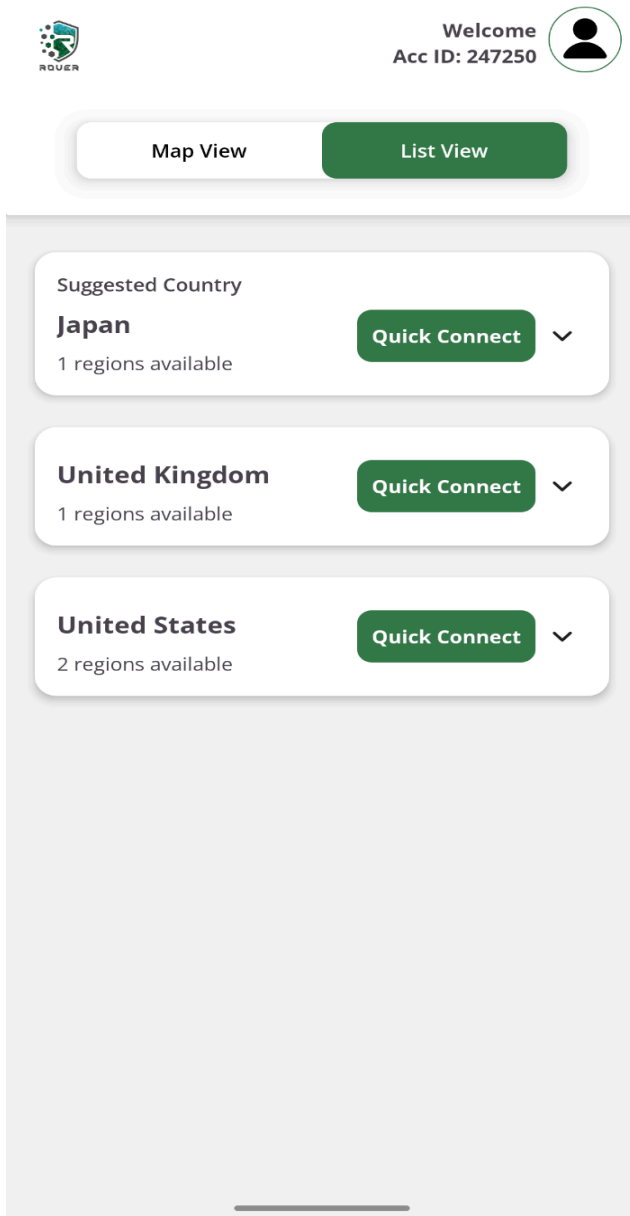 ROVER
Welcome
Acc ID: 247250
Map View
List View
Suggested Country
Japan
1 regions available
Quick Connect
United Kingdom
1 regions available
Quick Connect
United States
2 regions available
Quick Connect